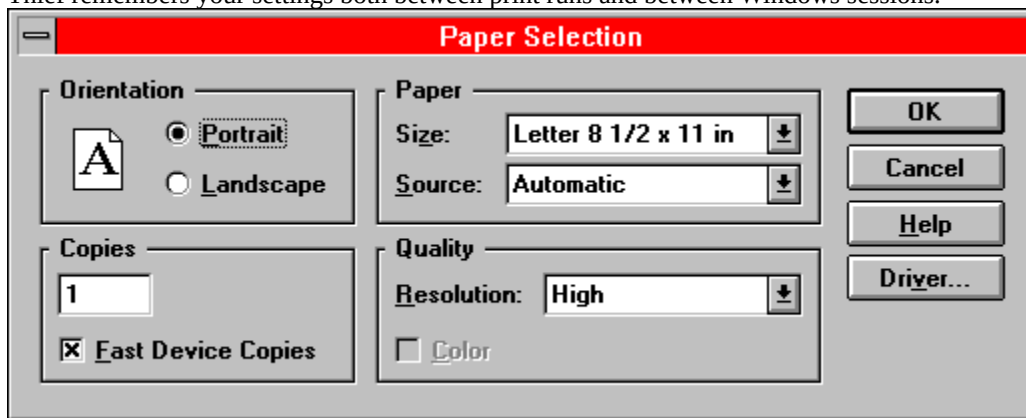 Thief remembers your settings both between print runs and between Windows sessions.
Paper Selection
Orientation
A
Portrait
Landscape
Paper
Size: Letter 8 1/2 x 11 in
Source: Automatic
OK
Cancel
Help
Driver...
Copies
1
Fast Device Copies
Quality
Resolution: High
Color